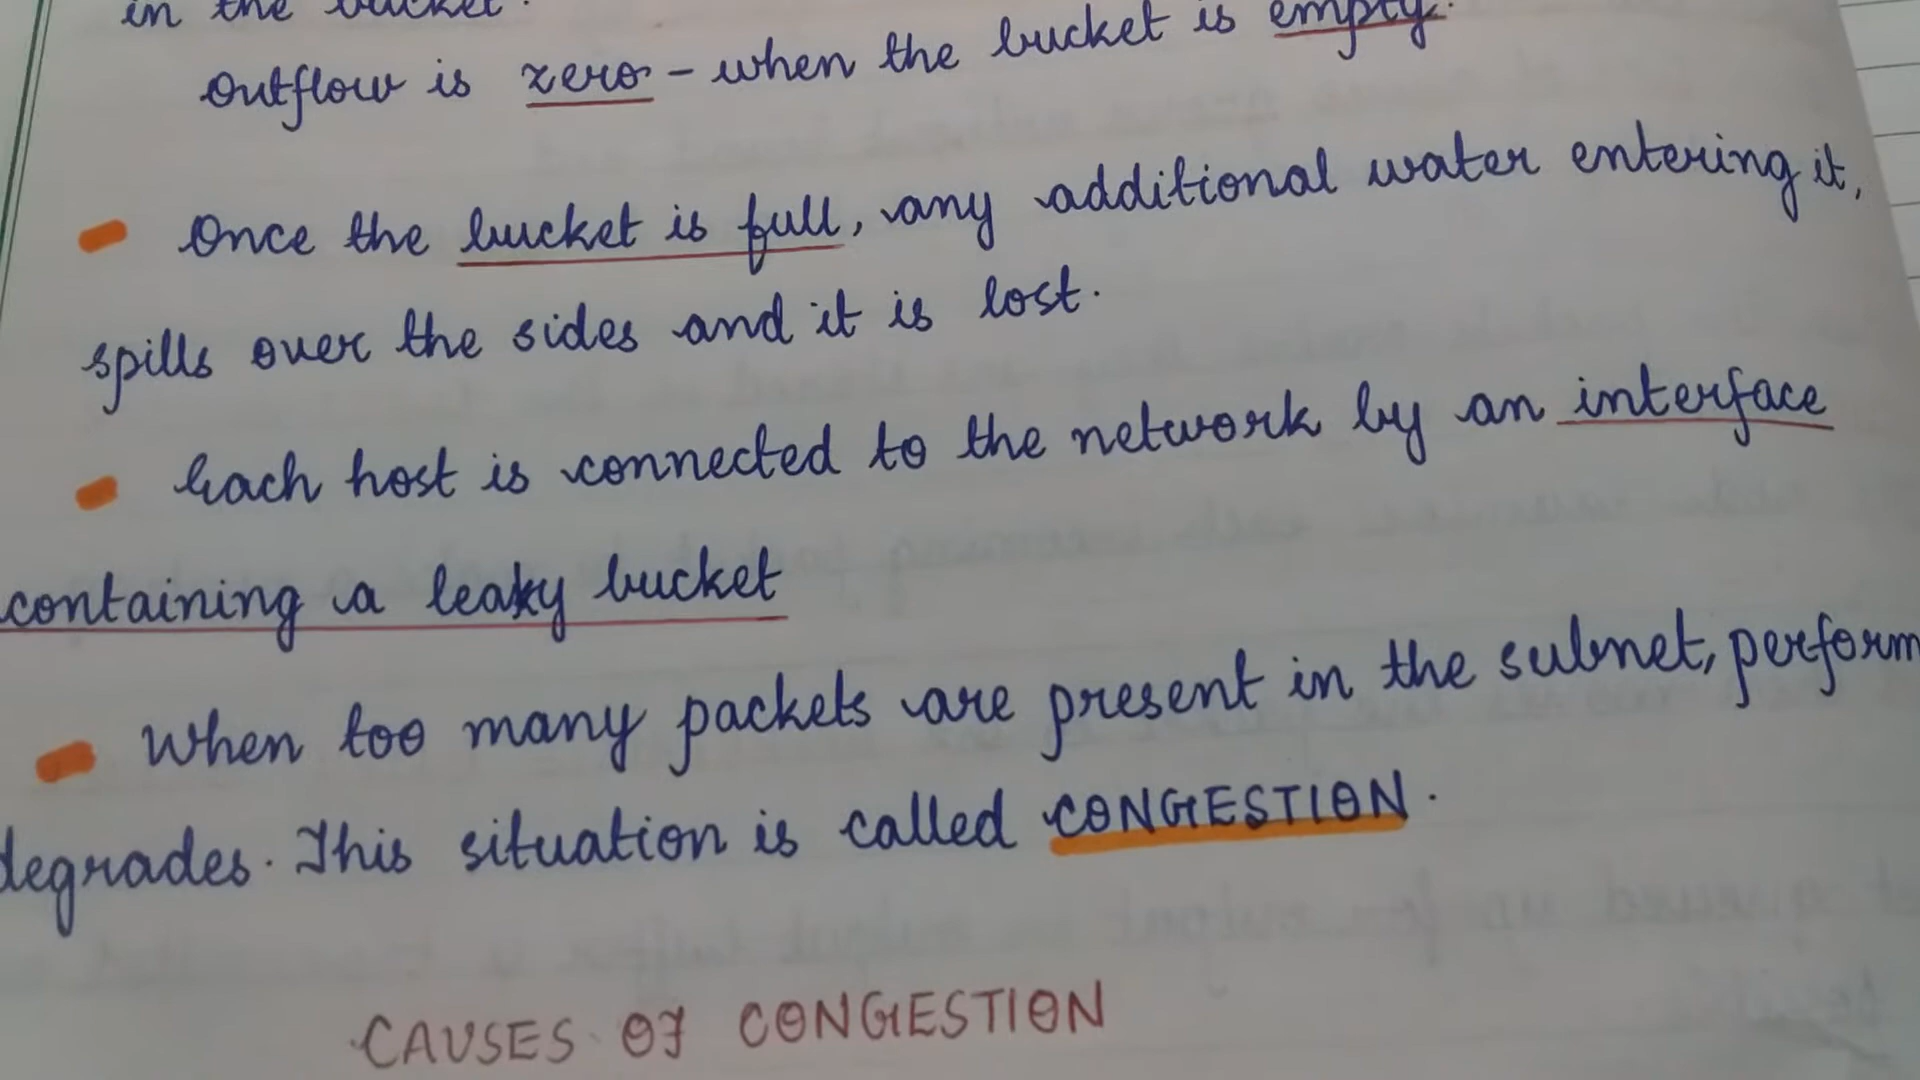 in the bucket.
Outflow is zero - when the bucket is empty.
Once the bucket is full, any additional water entering it,
spills over the sides and it is lost.
Each host is connected to the network by an interface
containing a leaky bucket
When too many packets are present in the subnet, perform
degrades. This situation is called CONGESTION.
CAUSES OF CONGESTION